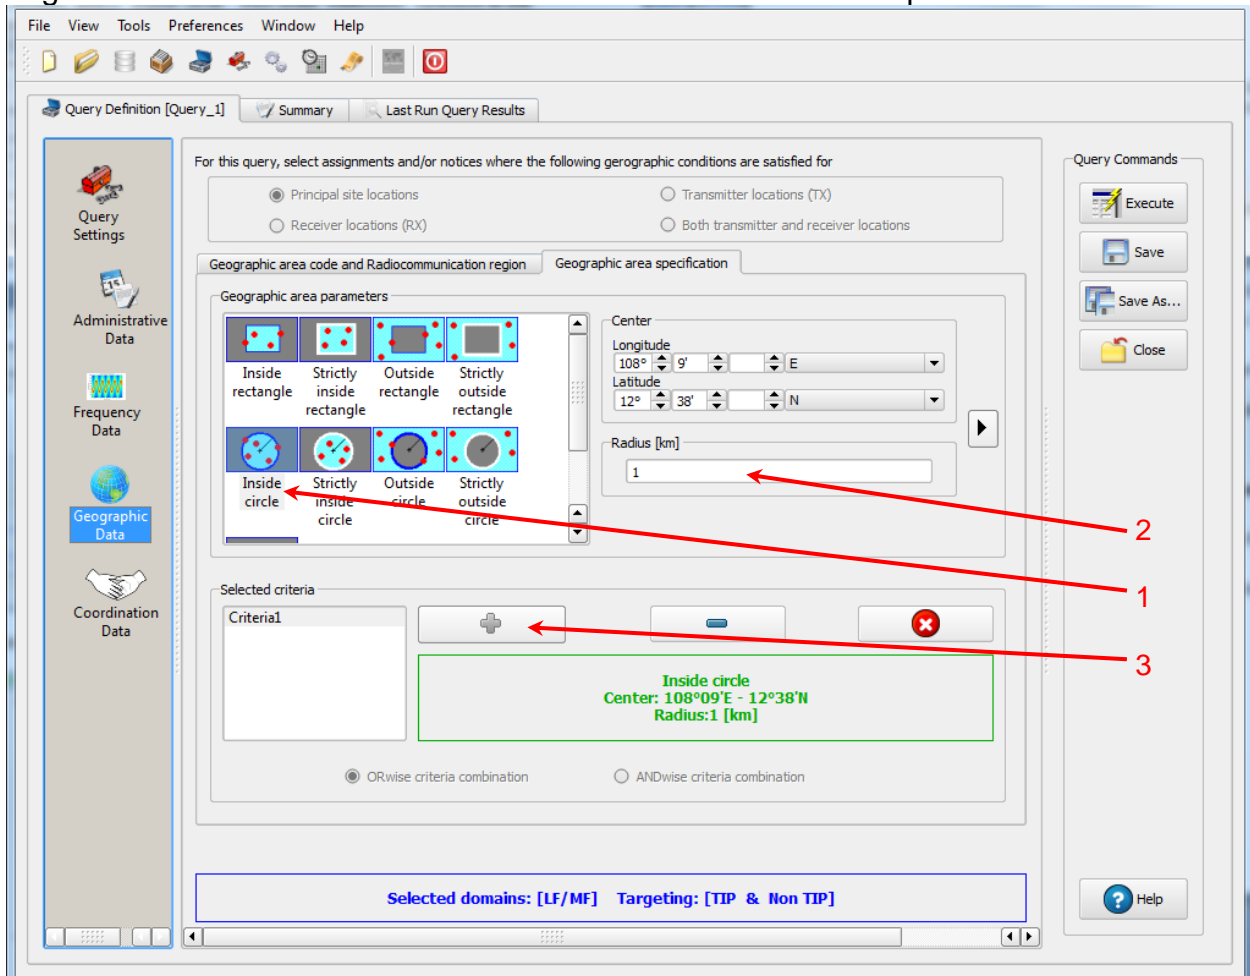 File View Tools Preferences Window Help
Query Definition [Query_1] Summary Last Run Query Results
For this query, select assignments and/or notices where the following gerographic conditions are satisfied for
Principal site locations Transmitter locations (TX)
Receiver locations (RX) Both transmitter and receiver locations
Query
Settings
Administrative
Data
Frequency
Data
Geographic
Data
Coordination
Data
Geographic area code and Radiocommunication region Geographic area specification
Geographic area parameters
Inside
rectangle
Strictly
inside
rectangle
Outside
rectangle
Strictly
outside
rectangle
Inside
circle
Strictly
inside
circle
Outside
circle
Strictly
outside
circle
Center
Longitude
108° 9' E
Latitude
12° 38' N
Radius [km]
1
2
1
3
Selected criteria
Criteria1
Inside circle
Center: 108°09'E - 12°38'N
Radius:1 [km]
ORwise criteria combination ANDwise criteria combination
Selected domains: [LF/MF] Targeting: [TIP & Non TIP]
Query Commands
Execute
Save
Save As...
Close
Help